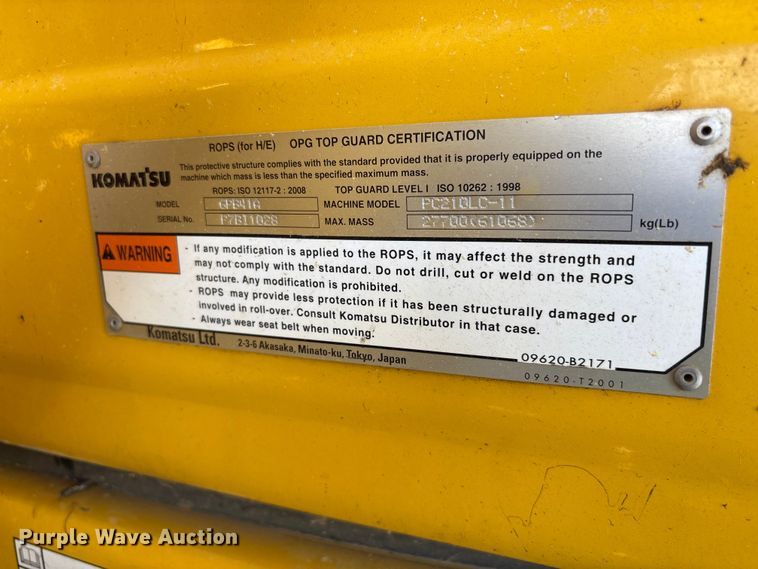 ROPS (for H/E) OPG TOP GUARD CERTIFICATION
This protective structure complies with the standard provided that it is properly equipped on the
machine which mass is less than the specified maximum mass.
KOMATSU
ROPS: ISO 12117-2 : 2008 TOP GUARD LEVEL I ISO 10262 : 1998
MODEL MACHINE MODEL PC210LC-11
SERIAL NO. MAX. MASS 27700(61068) kg(Lb)
WARNING
- If any modification is applied to the ROPS, it may affect the strength and
may not comply with the standard. Do not drill, cut or weld on the ROPS
structure. Any modification is prohibited.
- ROPS may provide less protection if it has been structurally damaged or
involved in roll-over. Consult Komatsu Distributor in that case.
- Always wear seat belt when moving.
Komatsu Ltd. 2-3-6 Akasaka, Minato-ku, Tokyo, Japan
09620-B2171
09620-T2001
Purple Wave Auction